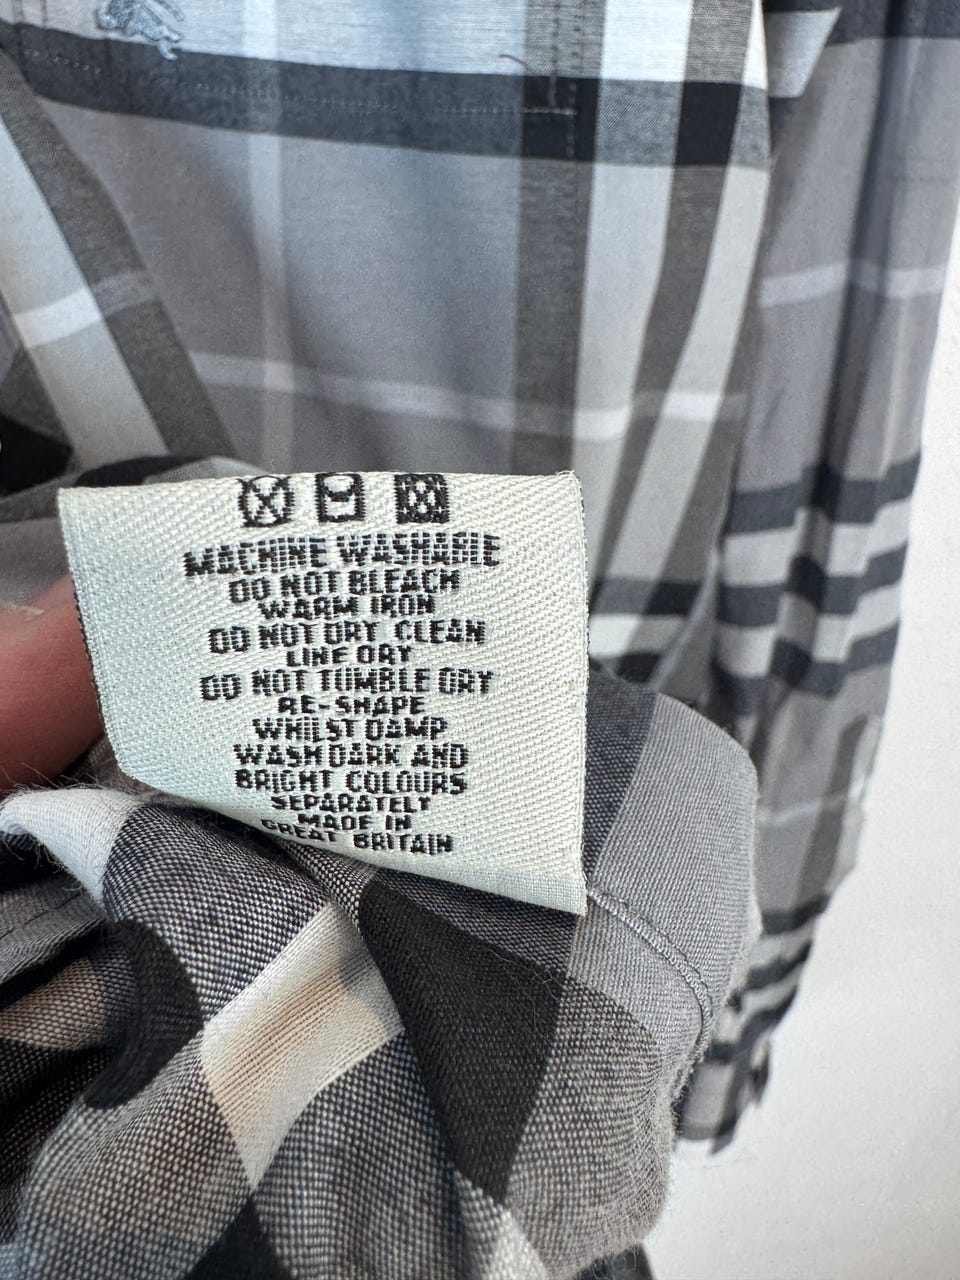 MACHINE WASHABLE
DO NOT BLEACH
WARM IRON
DO NOT DRY CLEAN
LINE DRY
DO NOT TUMBLE DRY
RE-SHAPE
WHILST DAMP
WASH DARK AND
BRIGHT COLOURS
SEPARATELY
MADE IN
GREAT BRITAIN